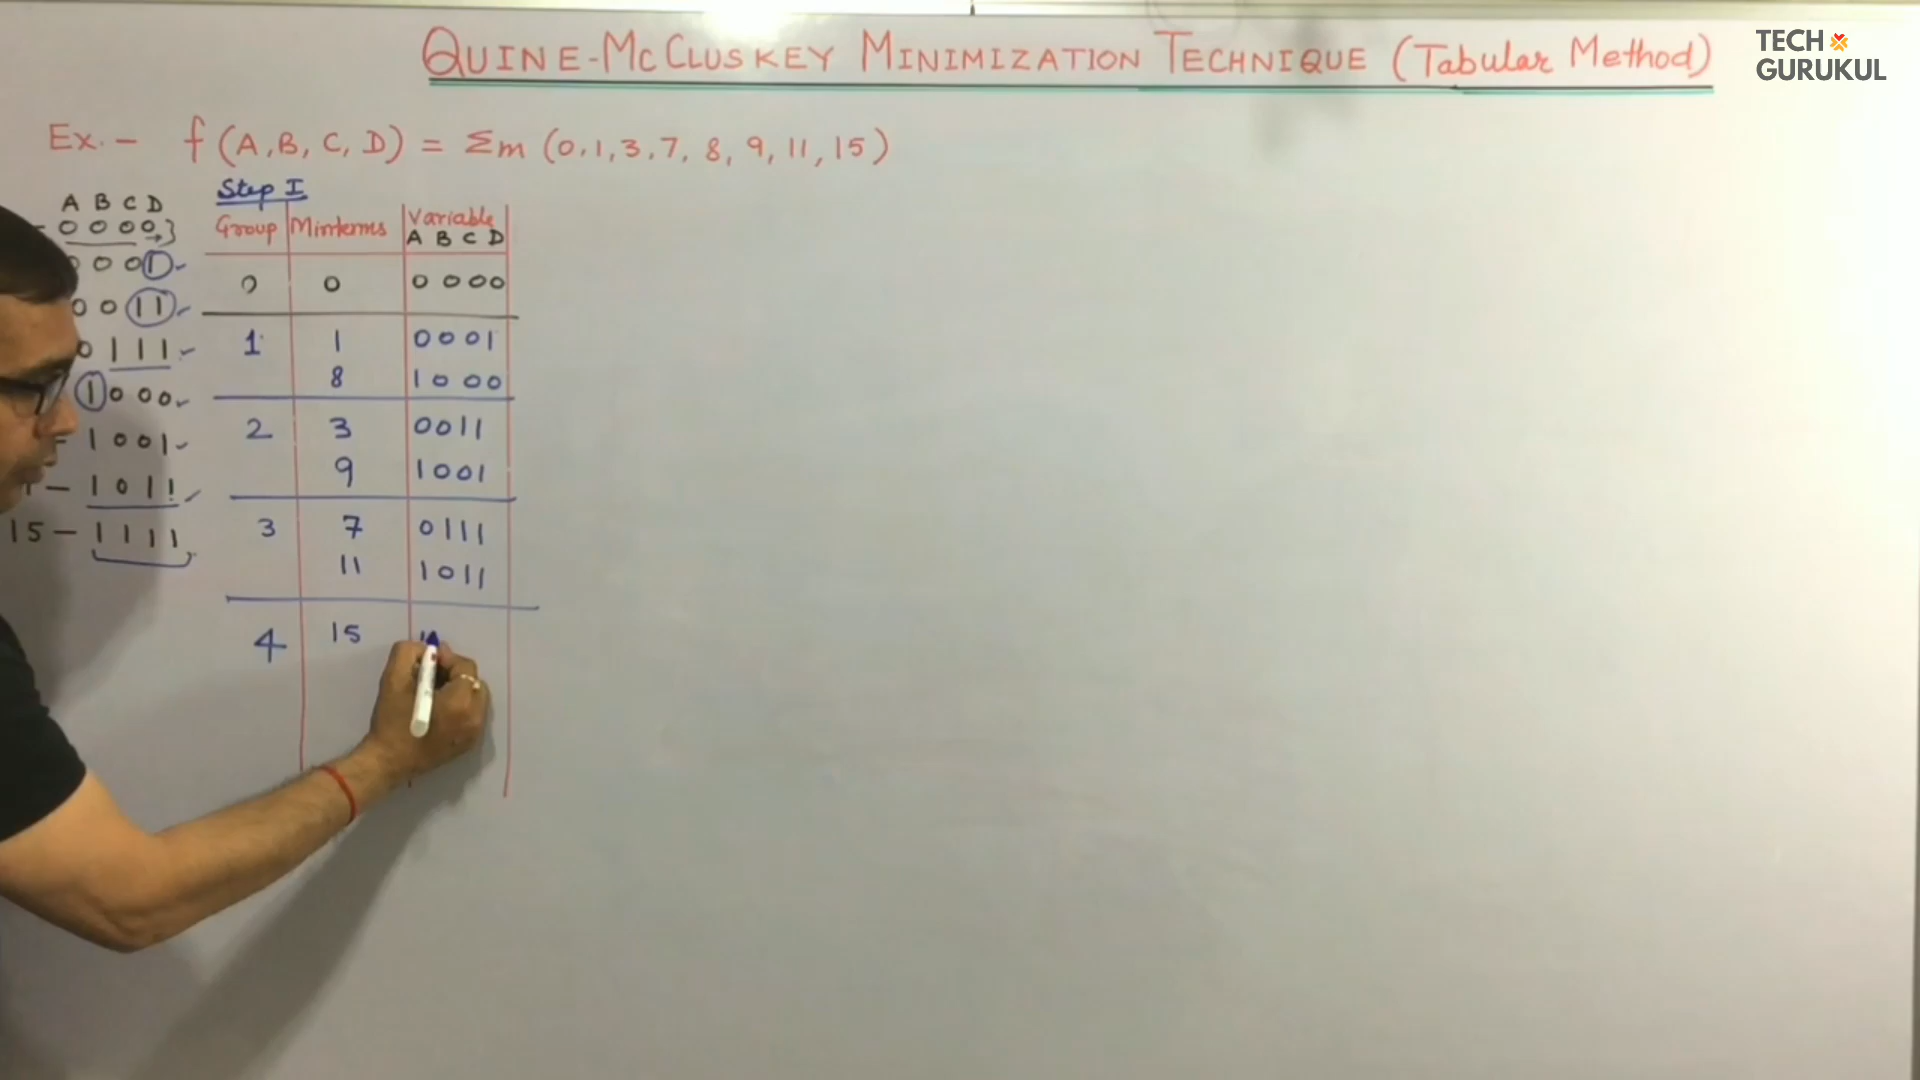 QUINE-McCLUSKEY MINIMIZATION TECHNIQUE (Tabular Method)
TECH GURUKUL
Ex. - f (A,B,C,D) = Σm (0,1,3,7,8,9,11,15)
Step I
A B C D
0 0 0 0
0 0 0 1
0 0 1 1
0 1 1 1
1 0 0 0
1 0 0 1
- 1 0 1 1
15 - 1 1 1 1
Group Minterms Variable
A B C D
0 0 0 0 0 0
1 1 0 0 0 1
8 1 0 0 0
2 3 0 0 1 1
9 1 0 0 1
3 7 0 1 1 1
11 1 0 1 1
4 15